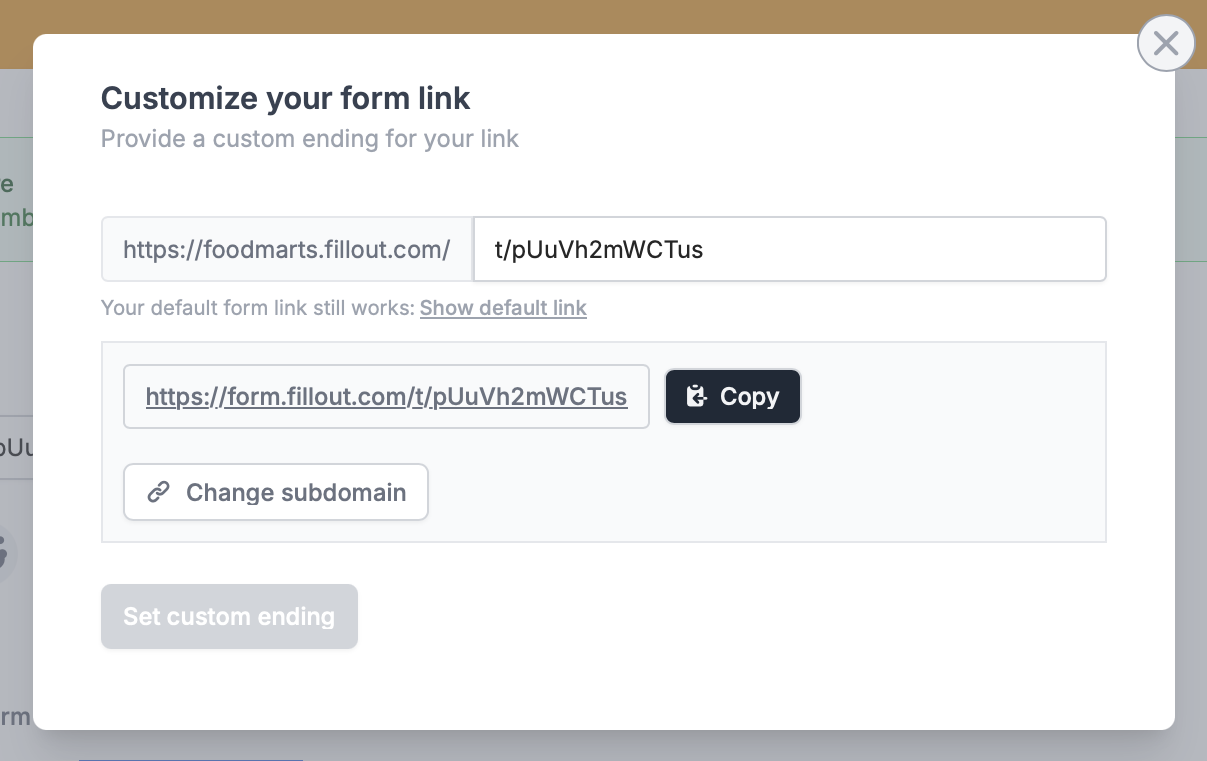 Customize your form link
Provide a custom ending for your link
https://foodmarts.fillout.com/ t/pUuVh2mWCTus
Your default form link still works: Show default link
https://form.fillout.com/t/pUuVh2mWCTus Copy
Change subdomain
Set custom ending